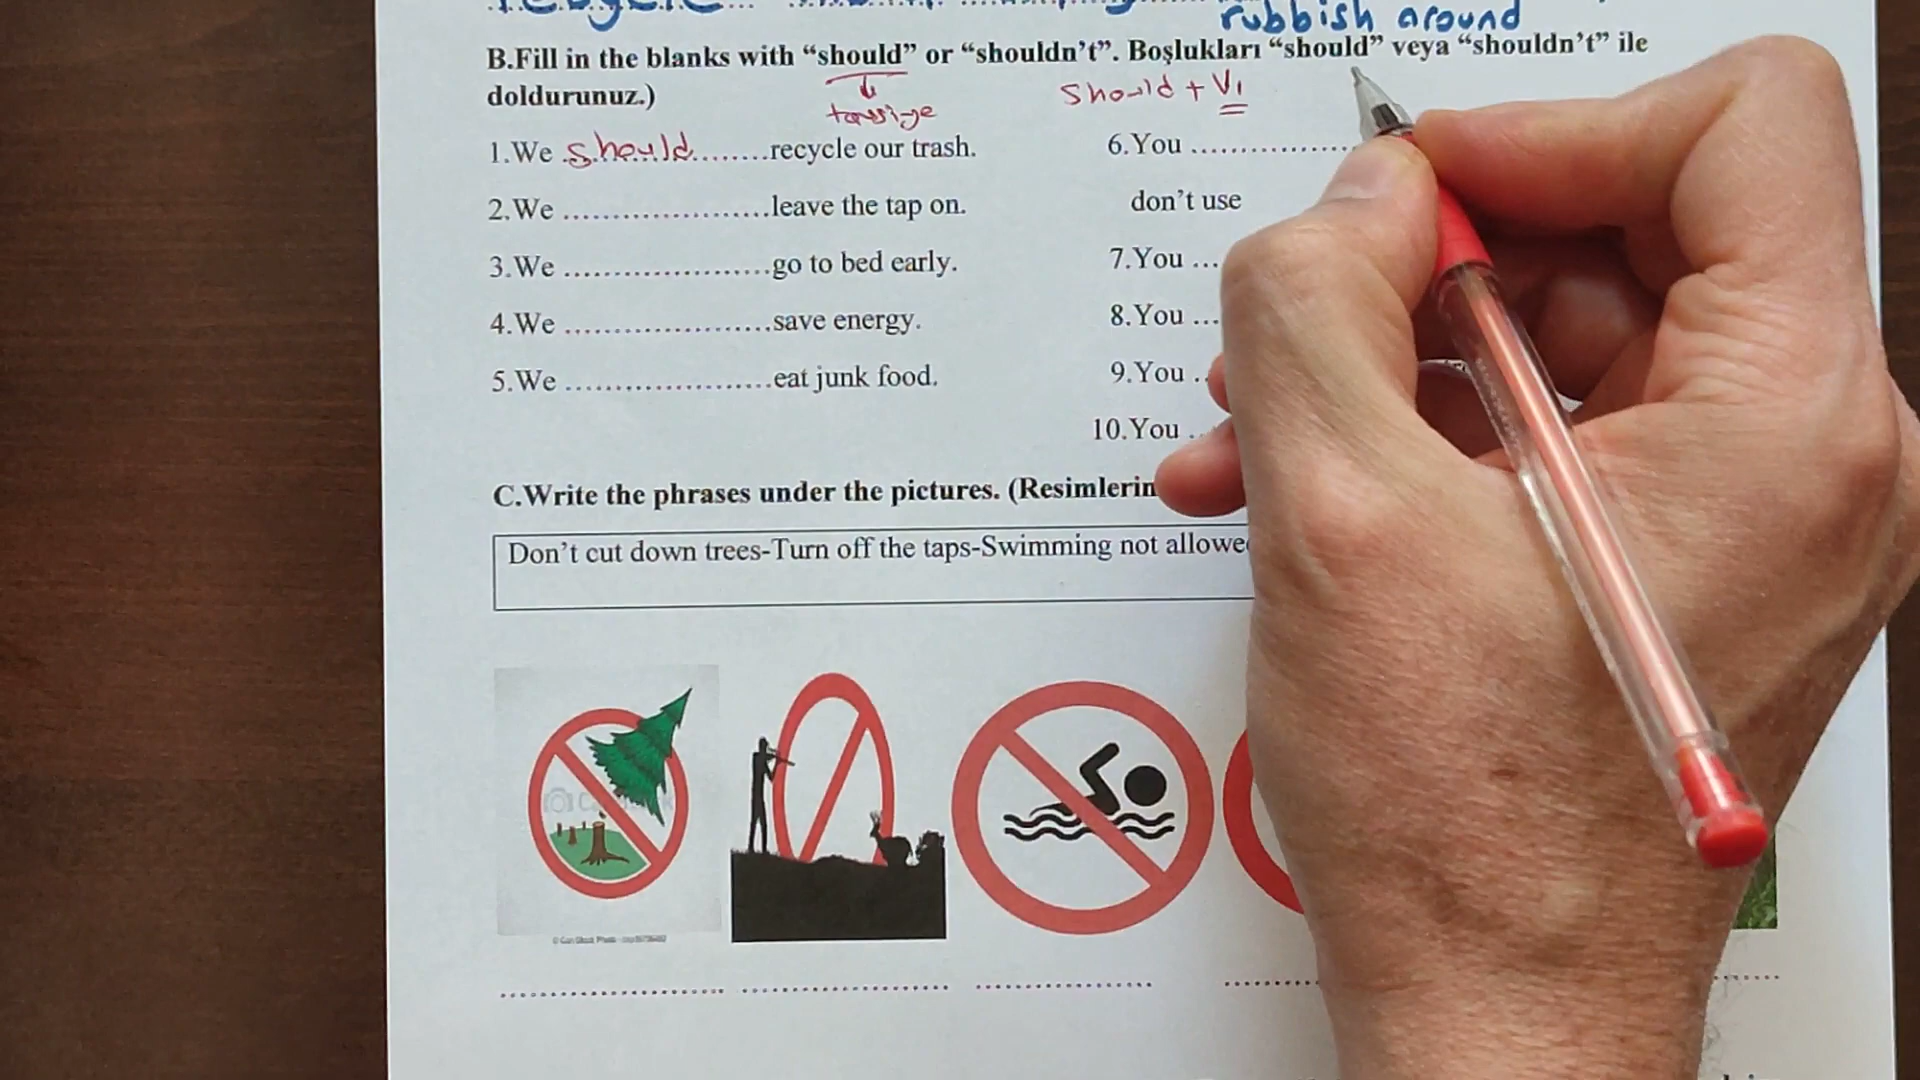 rubbish around
B.Fill in the blanks with “should” or “shouldn’t”. Boşlukları “should” veya “shouldn’t” ile
doldurunuz.)
tavsiye
should + V1
1.We should recycle our trash.
2.We .....................leave the tap on.
3.We .....................go to bed early.
4.We .....................save energy.
5.We .....................eat junk food.
6.You ................
don’t use
7.You ...
8.You ...
9.You ..
10.You ..
C.Write the phrases under the pictures. (Resimlerin
Don’t cut down trees-Turn off the taps-Swimming not allowe